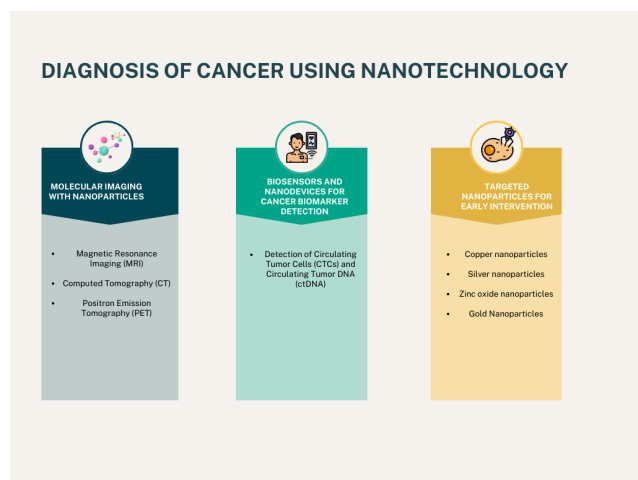 DIAGNOSIS OF CANCER USING NANOTECHNOLOGY
MOLECULAR IMAGING
WITH NANOPARTICLES
• Magnetic Resonance
Imaging (MRI)
• Computed Tomography (CT)
• Positron Emission
Tomography (PET)
BIOSENSORS AND
NANODEVICES FOR
CANCER BIOMARKER
DETECTION
• Detection of Circulating
Tumor Cells (CTCs) and
Circulating Tumor DNA
(ctDNA)
TARGETED
NANOPARTICLES FOR
EARLY INTERVENTION
• Copper nanoparticles
• Silver nanoparticles
• Zinc oxide nanoparticles
• Gold Nanoparticles